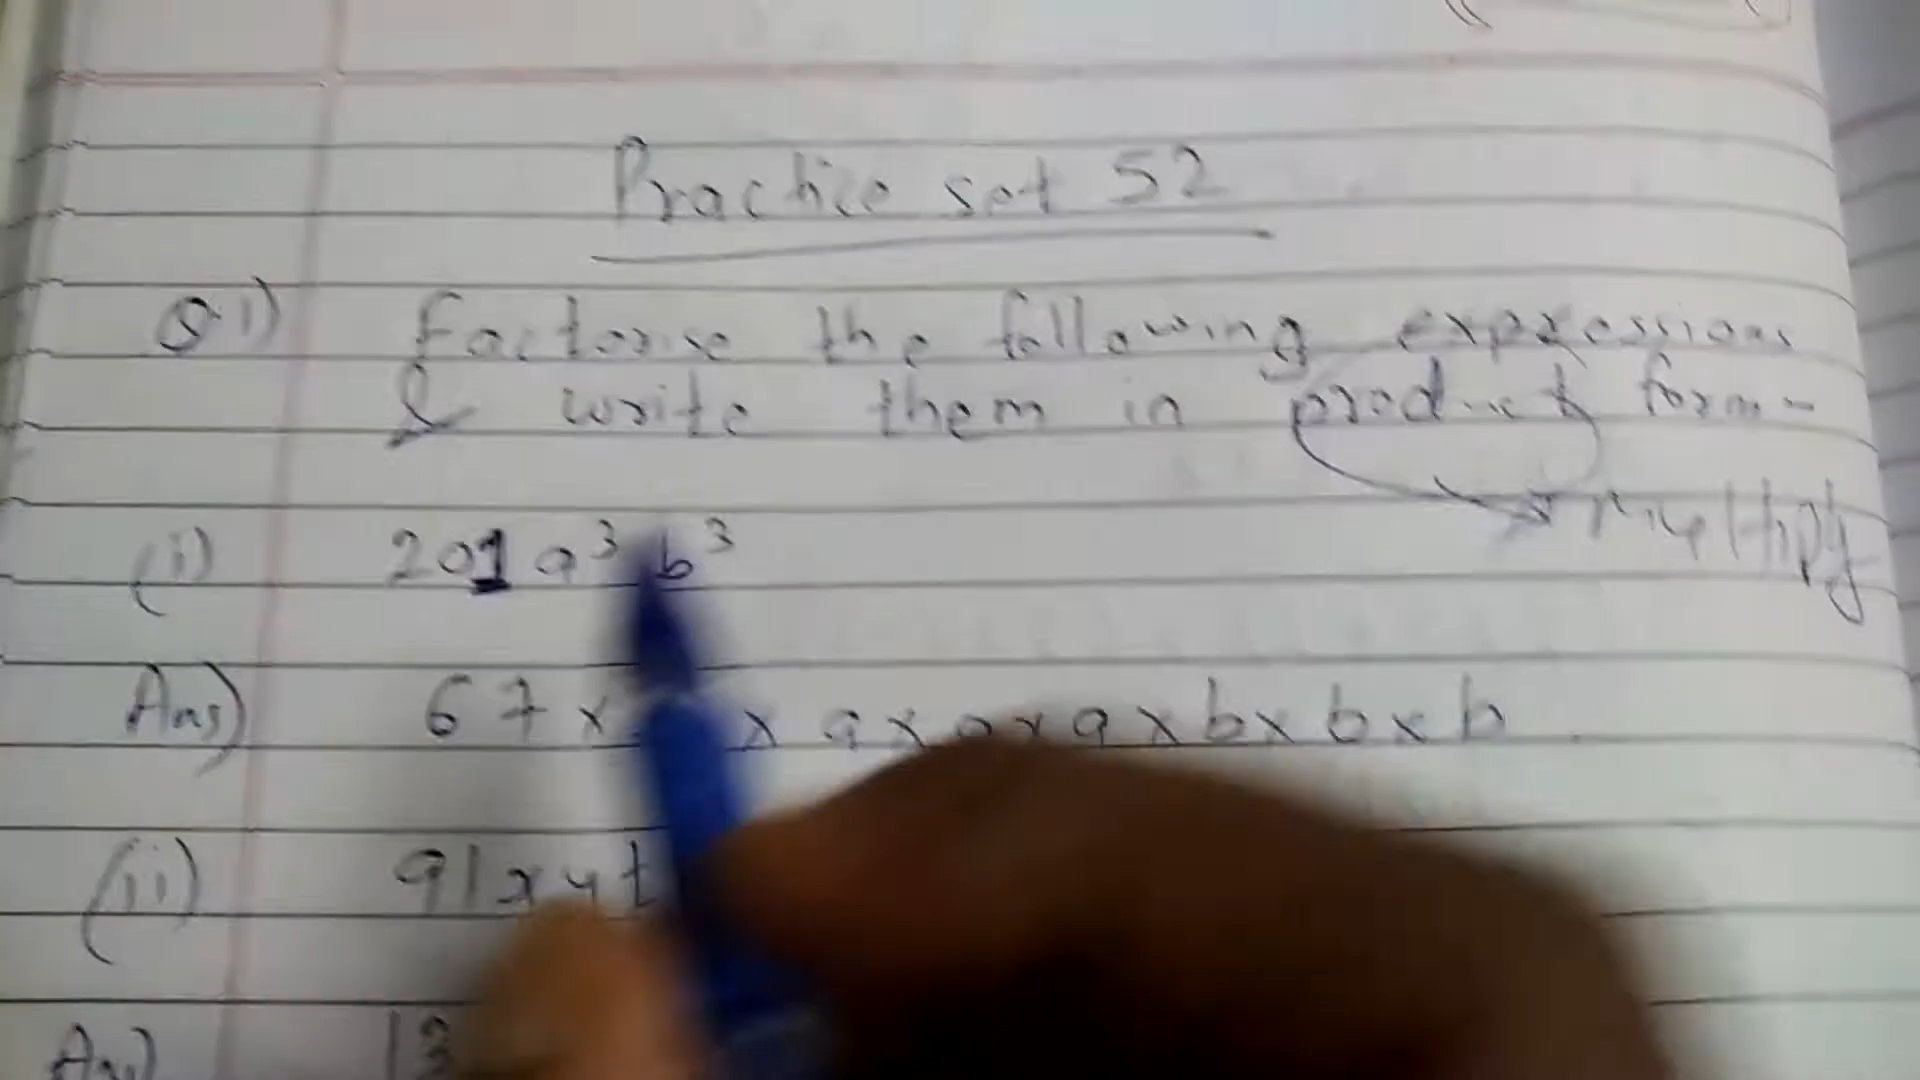 Practice set 52
Q1) Factorise the following expressions
& write them in product form -
multiply
(i) 201 a³ b³
Ans) 67 × × a × a × a × b × b × b
(ii) 91xyt
Ans) 13